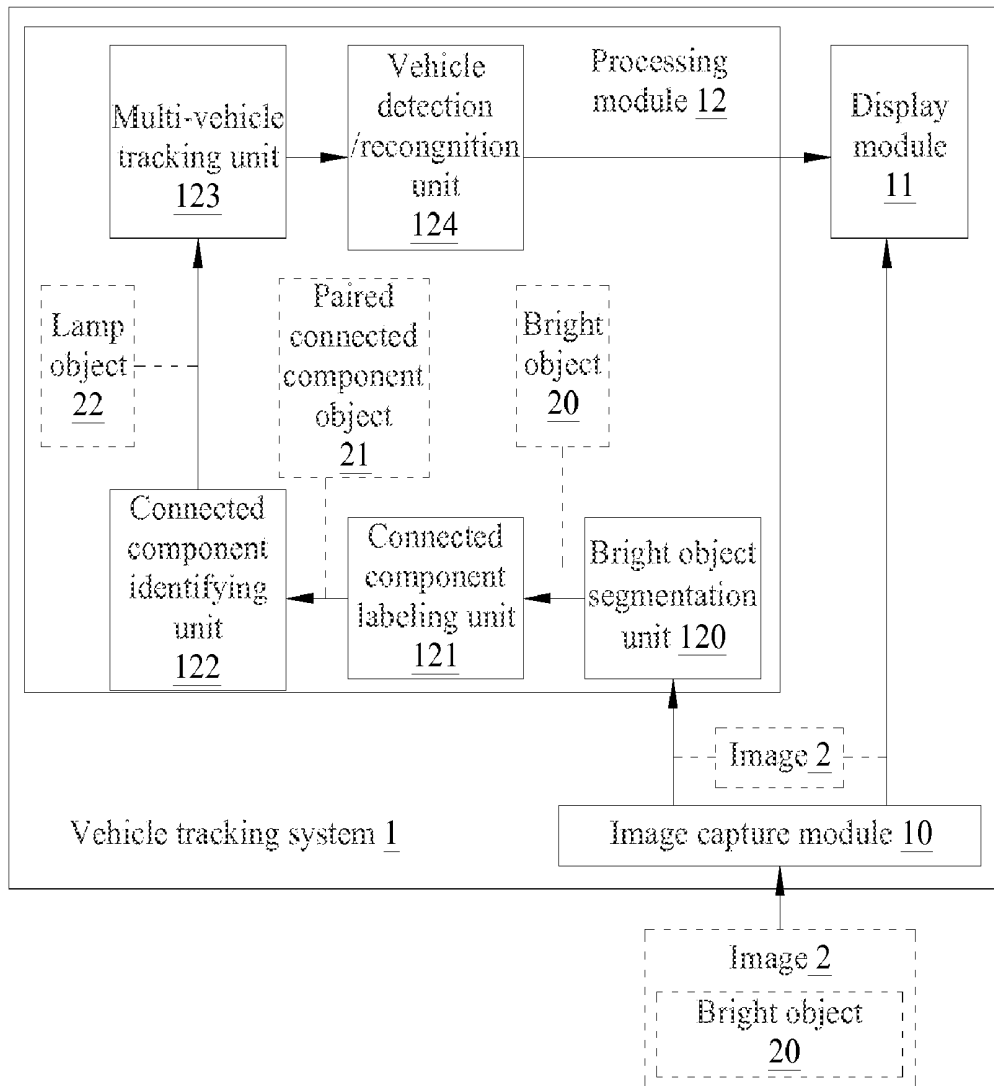 Multi-vehicle
tracking unit
123
Vehicle
detection
/recongnition
unit
124
Processing
module 12
Display
module
11
Lamp
object
22
Paired
connected
component
object
21
Bright
object
20
Connected
component
identifying
unit
122
Connected
component
labeling unit
121
Bright object
segmentation
unit 120
Image 2
Vehicle tracking system 1
Image capture module 10
Image 2
Bright object
20